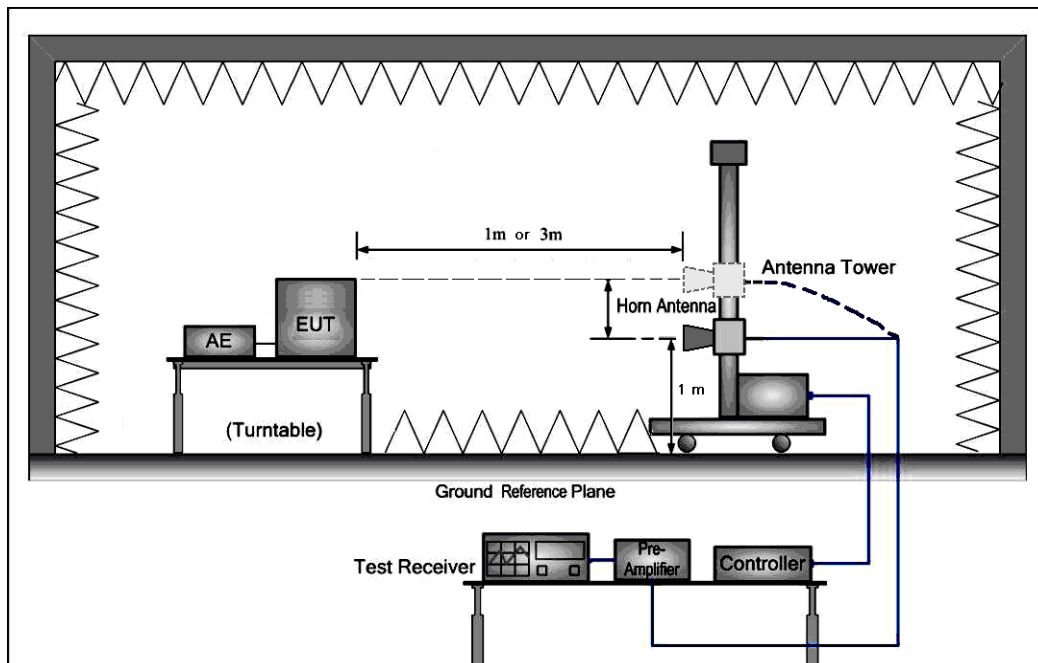 1m or 3m
Antenna Tower
Horn Antenna
EUT
AE
1 m
(Turntable)
Ground Reference Plane
Test Receiver
Pre-
Amplifier
Controller